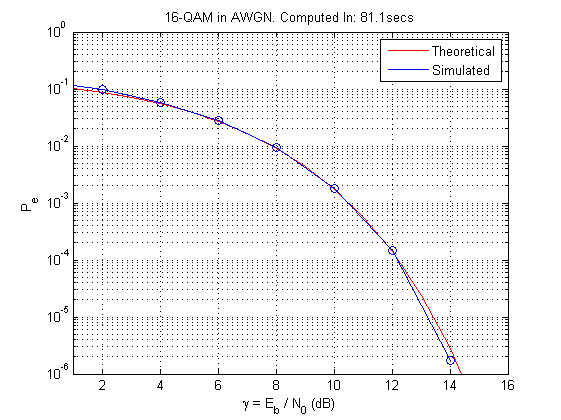 16-QAM in AWGN. Computed In: 81.1secs
10^0
Theoretical
Simulated
10^-1
10^-2
10^-3
10^-4
10^-5
10^-6
P_e
2 4 6 8 10 12 14 16
γ = E_b / N_0 (dB)